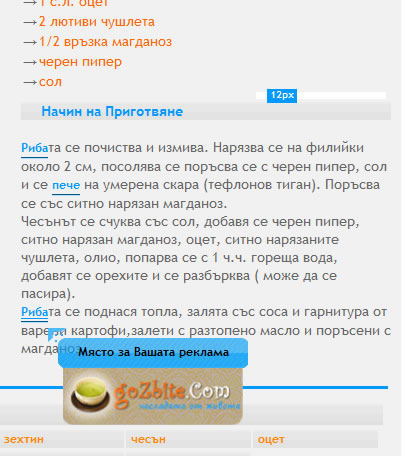 →1 с.л. оцет
→2 лютиви чушлета
→1/2 връзка магданоз
→черен пипер
→сол
12px
Начин на Приготвяне
Рибата се почиства и измива. Нарязва се на филийки
около 2 см, посолява се поръсва се с черен пипер, сол
и се пече на умерена скара (тефлонов тиган). Поръсва
се със ситно нарязан магданоз.
Чесънът се счуква със сол, добавя се черен пипер,
ситно нарязан магданоз, оцет, ситно нарязаните
чушлета, олио, попарва се с 1 ч.ч. гореща вода,
добавят се орехите и се разбърква ( може да се
пасира).
Рибата се поднася топла, залята със соса и гарнитура от
варени картофи,залети с разтопено масло и поръсени с
магданоз
Място за Вашата реклама
goZbite.Com
насладата от живота
зехтин чесън оцет